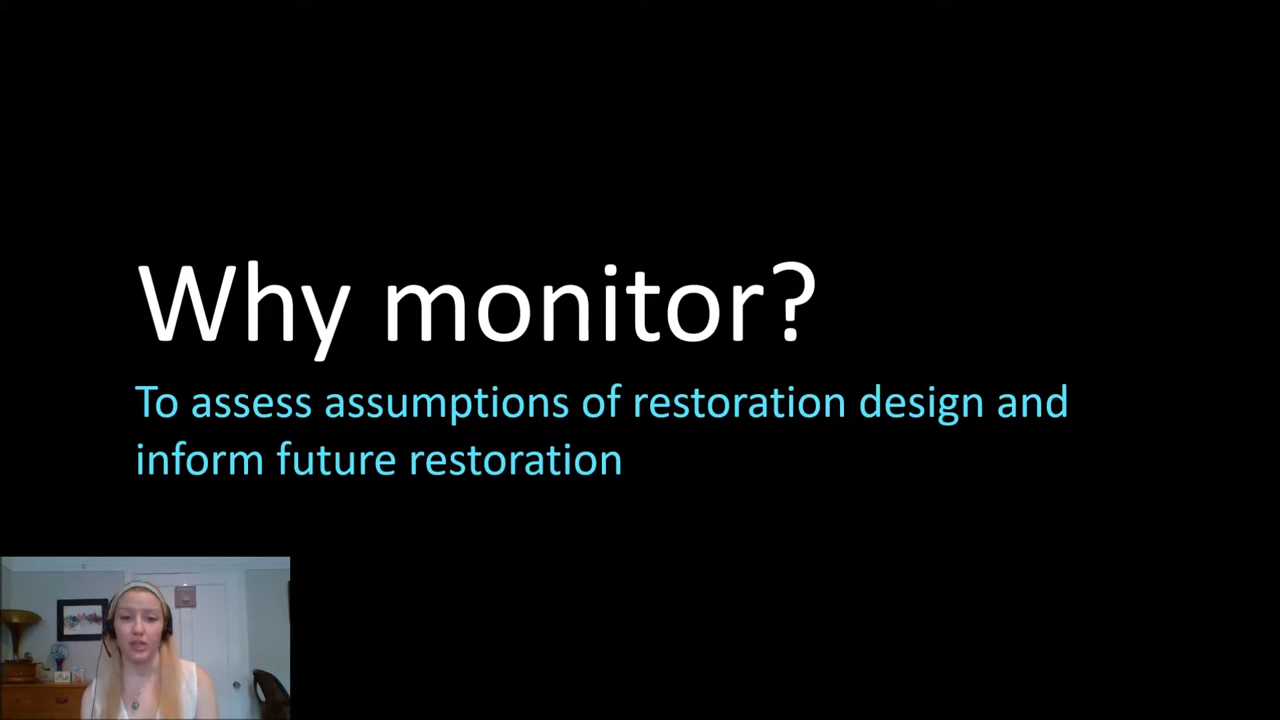 Why monitor?
To assess assumptions of restoration design and
inform future restoration